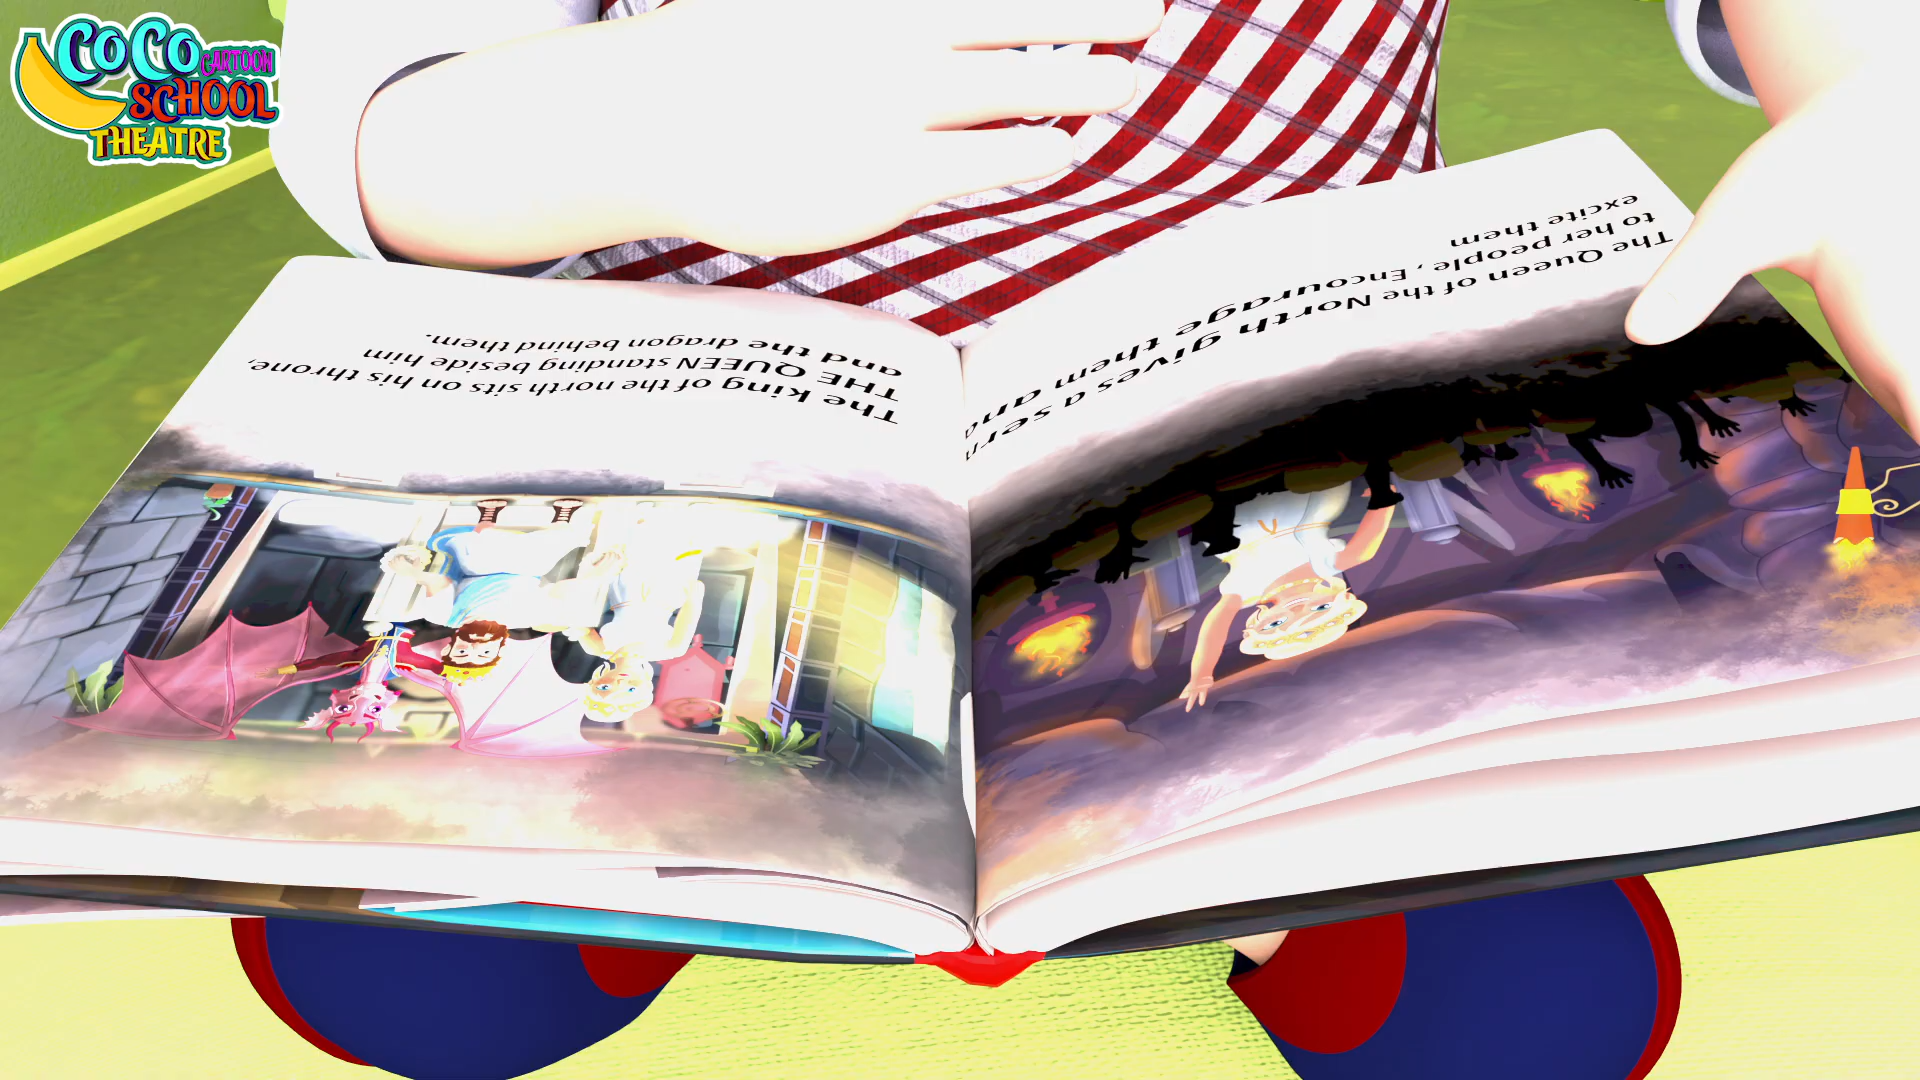 COCO
CARTOON
SCHOOL
THEATRE
The king of the north sits on his throne,
THE QUEEN standing beside him
and the dragon behind them.
The Queen of the North gives a serm
to her people, Encourage them and
excite them